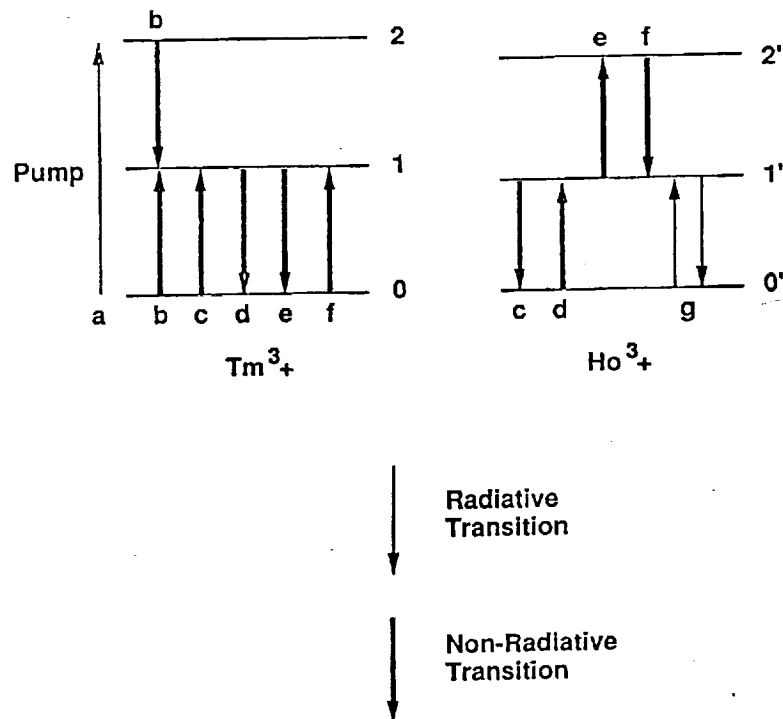 b
2
e f
2'
Pump
1
1'
0
0'
a b c d e f
c d g
Tm³+
Ho³+
Radiative
Transition
Non-Radiative
Transition